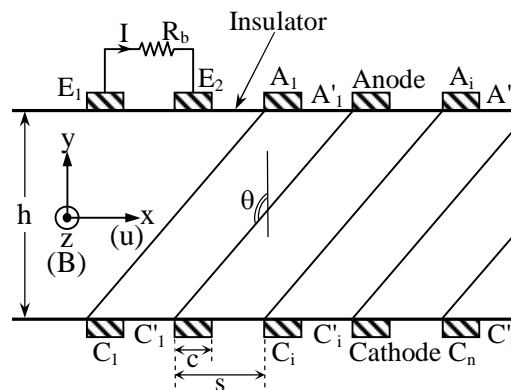 Insulator
I
R_b
E_1
E_2
A_1
A'_1
Anode
A_i
A'
y
h
θ
x
z
(u)
(B)
C_1
C'_1
C_i
C'_i
Cathode
C_n
C'
c
s